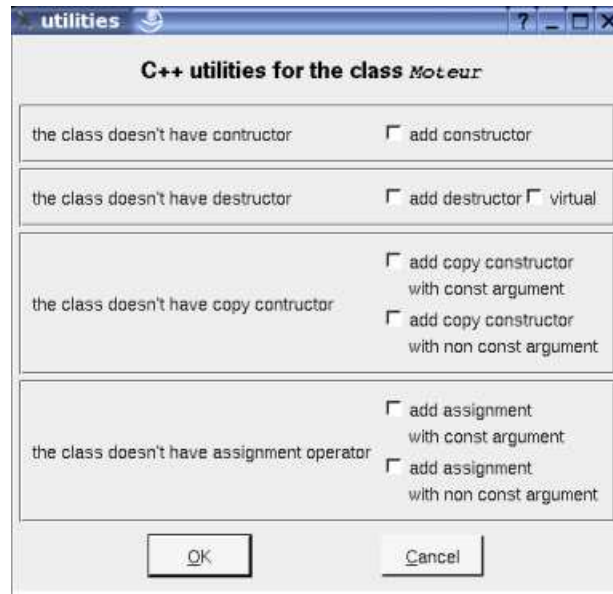 utilities
?
C++ utilities for the class Moteur
the class doesn't have contructor
add constructor
the class doesn't have destructor
add destructor
virtual
the class doesn't have copy contructor
add copy constructor
with const argument
add copy constructor
with non const argument
the class doesn't have assignment operator
add assignment
with const argument
add assignment
with non const argument
OK
Cancel